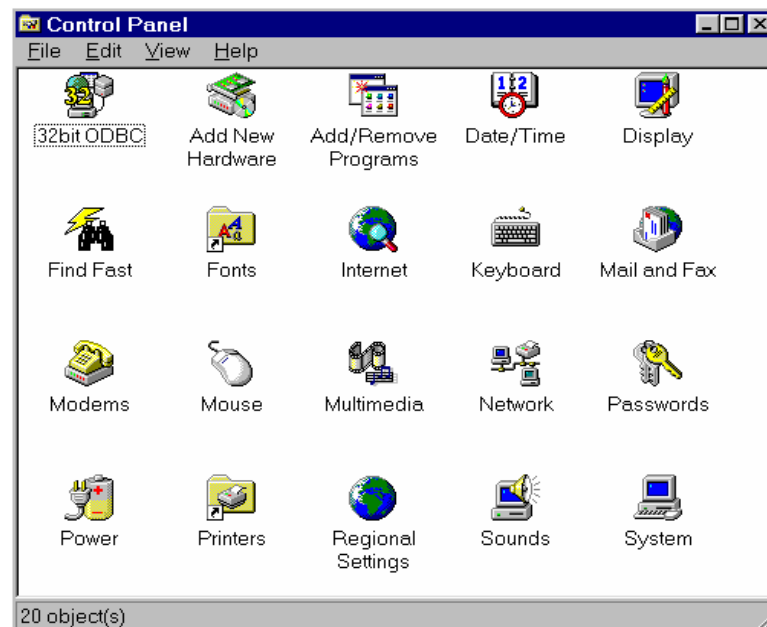 Control Panel
File Edit View Help
32bit ODBC
Add New
Hardware
Add/Remove
Programs
Date/Time
Display
Find Fast
Fonts
Internet
Keyboard
Mail and Fax
Modems
Mouse
Multimedia
Network
Passwords
Power
Printers
Regional
Settings
Sounds
System
20 object(s)